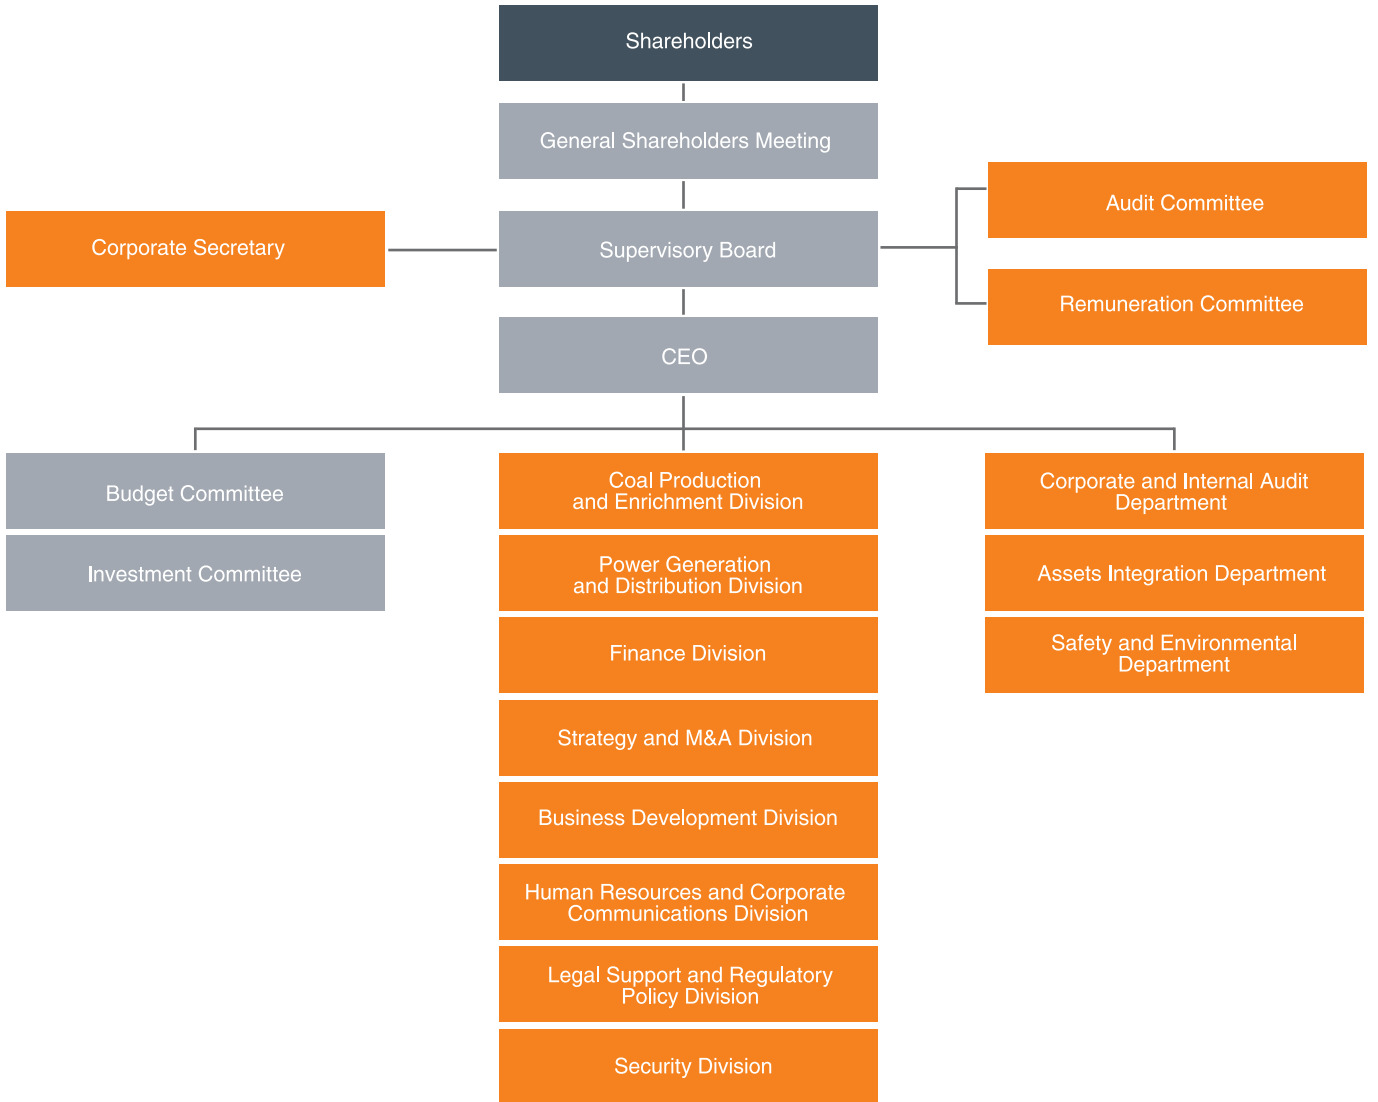 Shareholders
General Shareholders Meeting
Audit Committee
Corporate Secretary
Supervisory Board
Remuneration Committee
CEO
Budget Committee
Investment Committee
Coal Production
and Enrichment Division
Power Generation
and Distribution Division
Finance Division
Strategy and M&A Division
Business Development Division
Human Resources and Corporate
Communications Division
Legal Support and Regulatory
Policy Division
Security Division
Corporate and Internal Audit
Department
Assets Integration Department
Safety and Environmental
Department